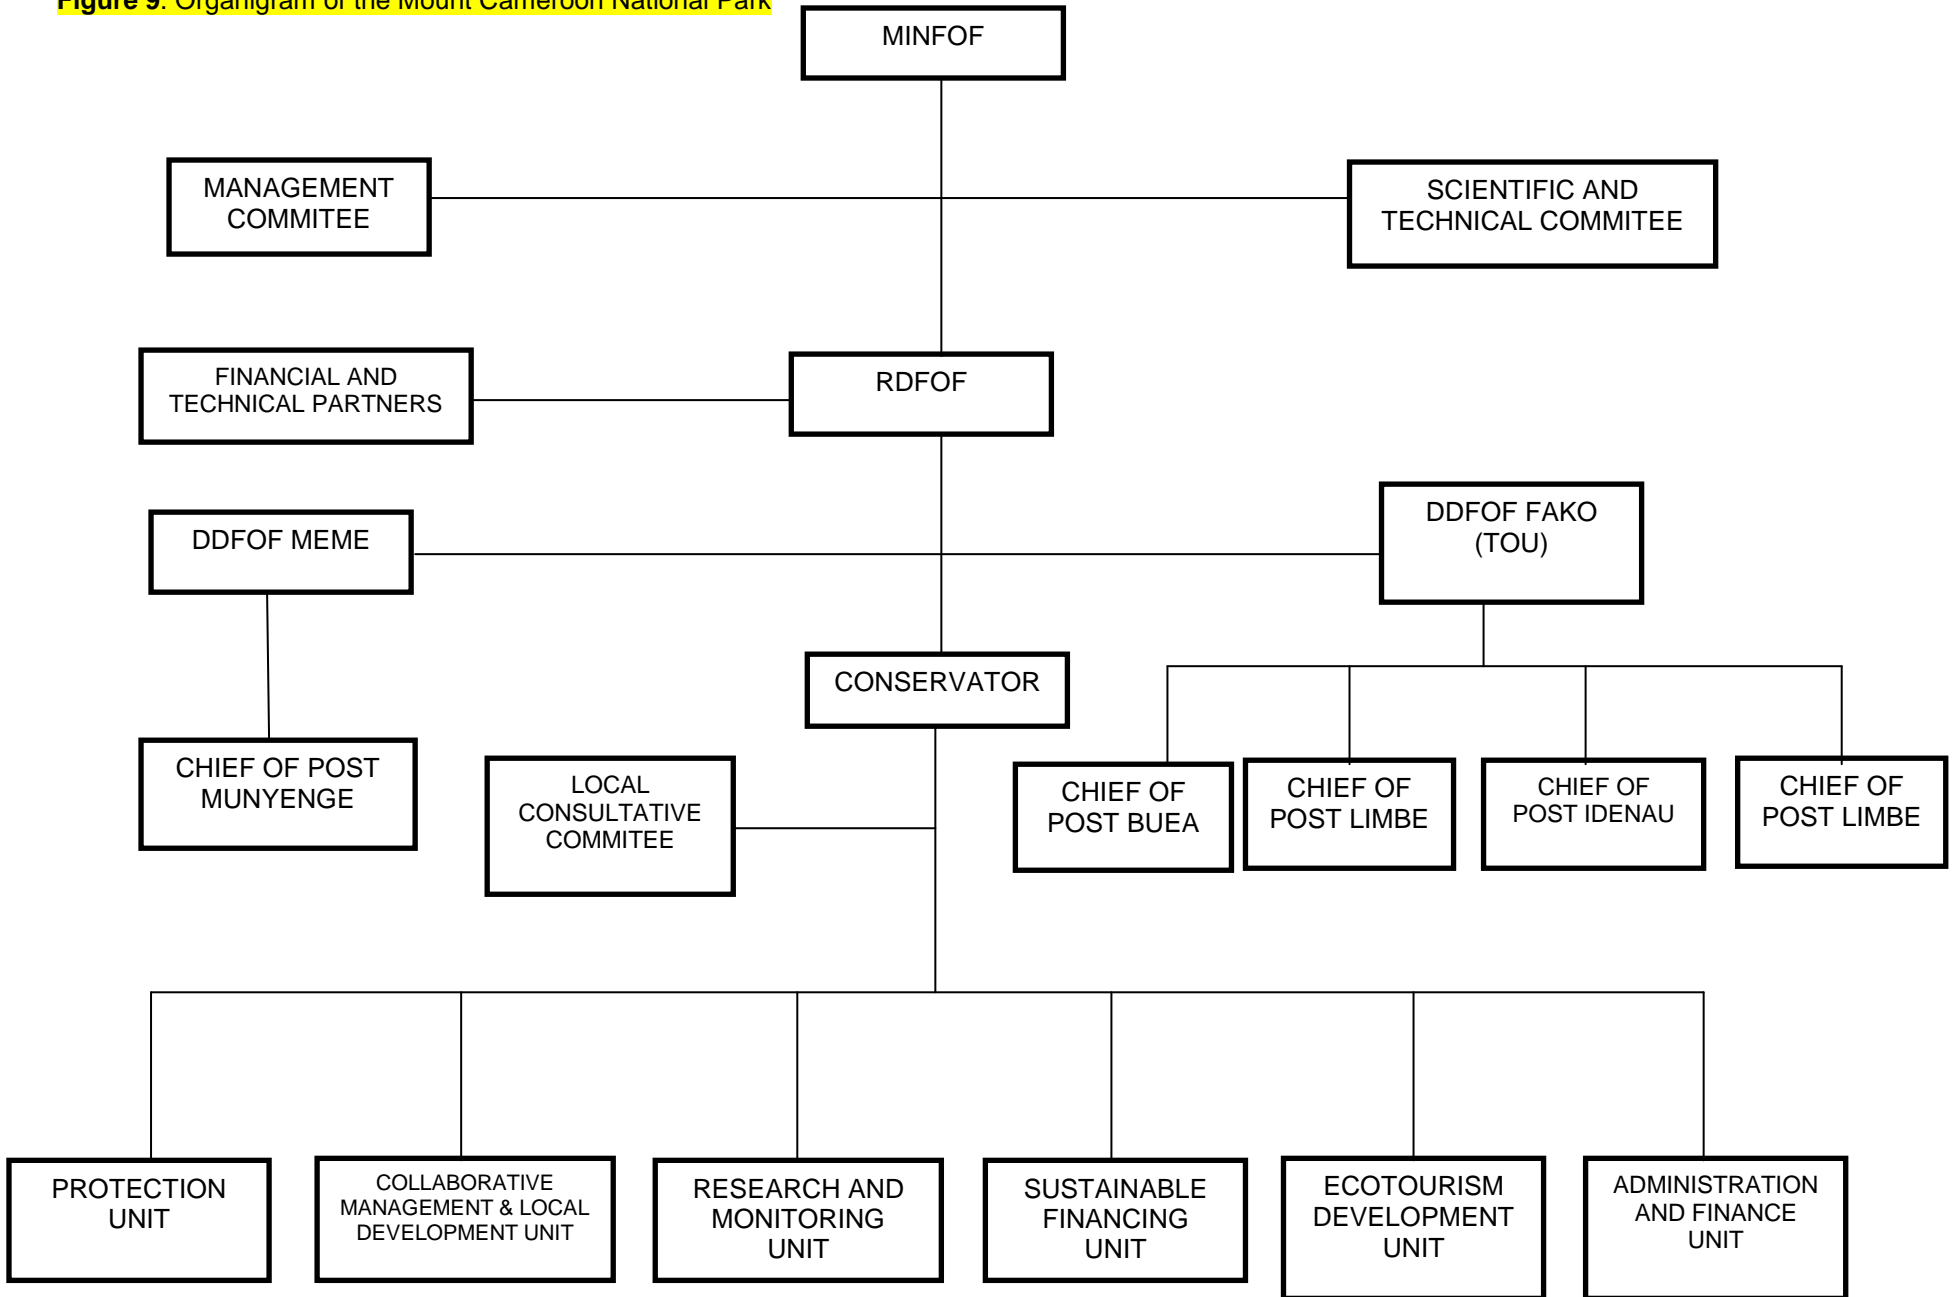 Figure 9: Organigram of the Mount Cameroon National Park
MINFOF
MANAGEMENT
COMMITEE
SCIENTIFIC AND
TECHNICAL COMMITEE
FINANCIAL AND
TECHNICAL PARTNERS
RDFOF
DDFOF MEME
DDFOF FAKO
(TOU)
CONSERVATOR
CHIEF OF POST
MUNYENGE
LOCAL
CONSULTATIVE
COMMITEE
CHIEF OF
POST BUEA
CHIEF OF
POST LIMBE
CHIEF OF
POST IDENAU
CHIEF OF
POST LIMBE
PROTECTION
UNIT
COLLABORATIVE
MANAGEMENT & LOCAL
DEVELOPMENT UNIT
RESEARCH AND
MONITORING
UNIT
SUSTAINABLE
FINANCING
UNIT
ECOTOURISM
DEVELOPMENT
UNIT
ADMINISTRATION
AND FINANCE
UNIT